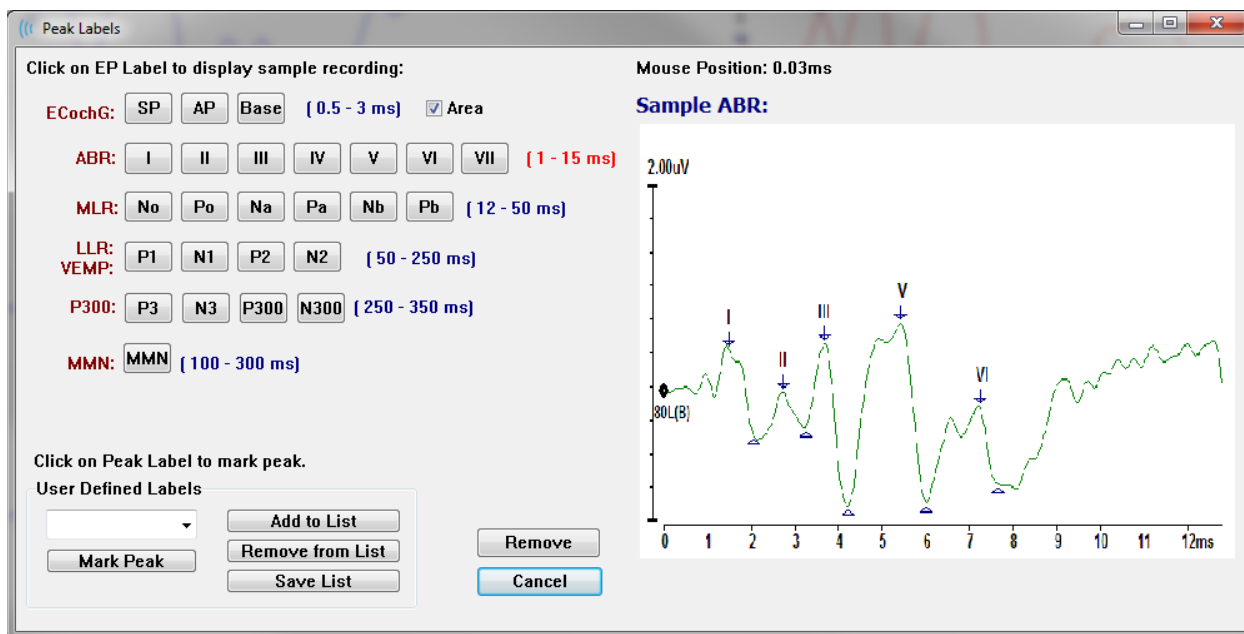 Peak Labels
Click on EP Label to display sample recording:
ECochG: SP AP Base ( 0.5 - 3 ms) Area
ABR: I II III IV V VI VII ( 1 - 15 ms)
MLR: No Po Na Pa Nb Pb ( 12 - 50 ms)
LLR:
VEMP: P1 N1 P2 N2 ( 50 - 250 ms)
P300: P3 N3 P300 N300 ( 250 - 350 ms)
MMN: MMN ( 100 - 300 ms)
Click on Peak Label to mark peak.
User Defined Labels
Add to List
Mark Peak
Remove from List
Save List
Remove
Cancel
Mouse Position: 0.03ms
Sample ABR:
2.00uV
I II III V VI
80L(B)
0 1 2 3 4 5 6 7 8 9 10 11 12ms